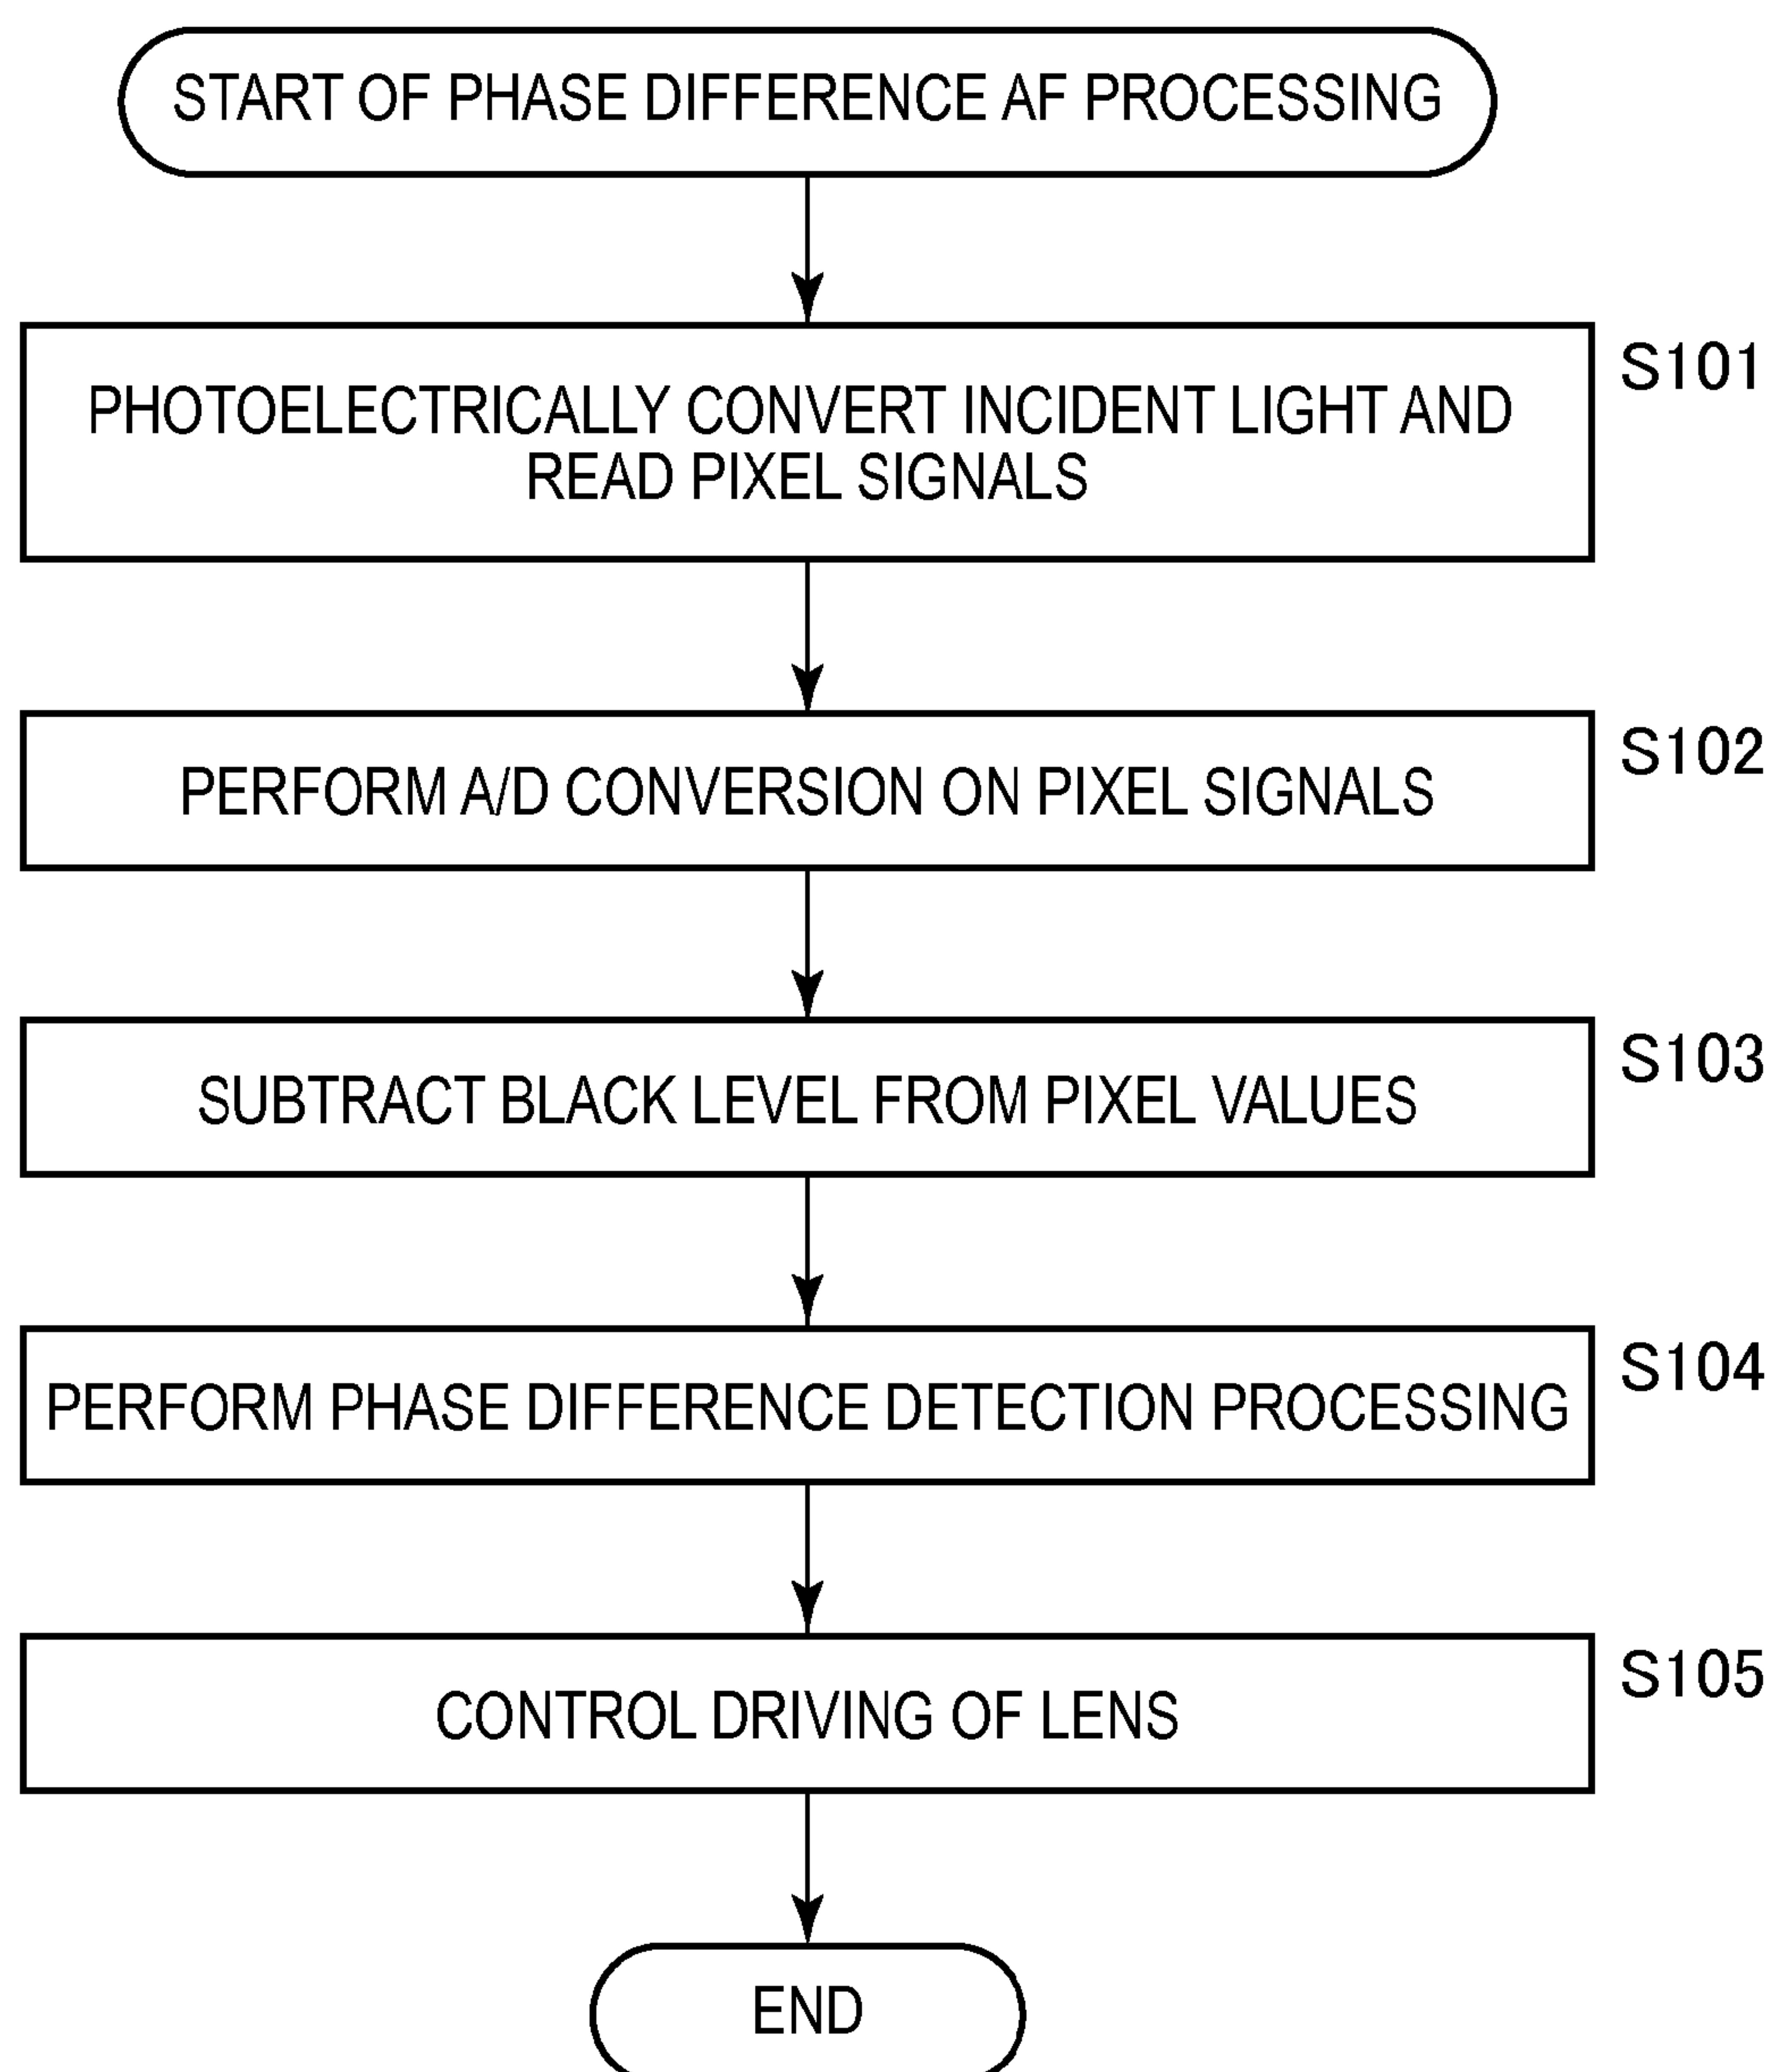 START OF PHASE DIFFERENCE AF PROCESSING
PHOTOELECTRICALLY CONVERT INCIDENT LIGHT AND
READ PIXEL SIGNALS
S101
PERFORM A/D CONVERSION ON PIXEL SIGNALS
S102
SUBTRACT BLACK LEVEL FROM PIXEL VALUES
S103
PERFORM PHASE DIFFERENCE DETECTION PROCESSING
S104
CONTROL DRIVING OF LENS
S105
END